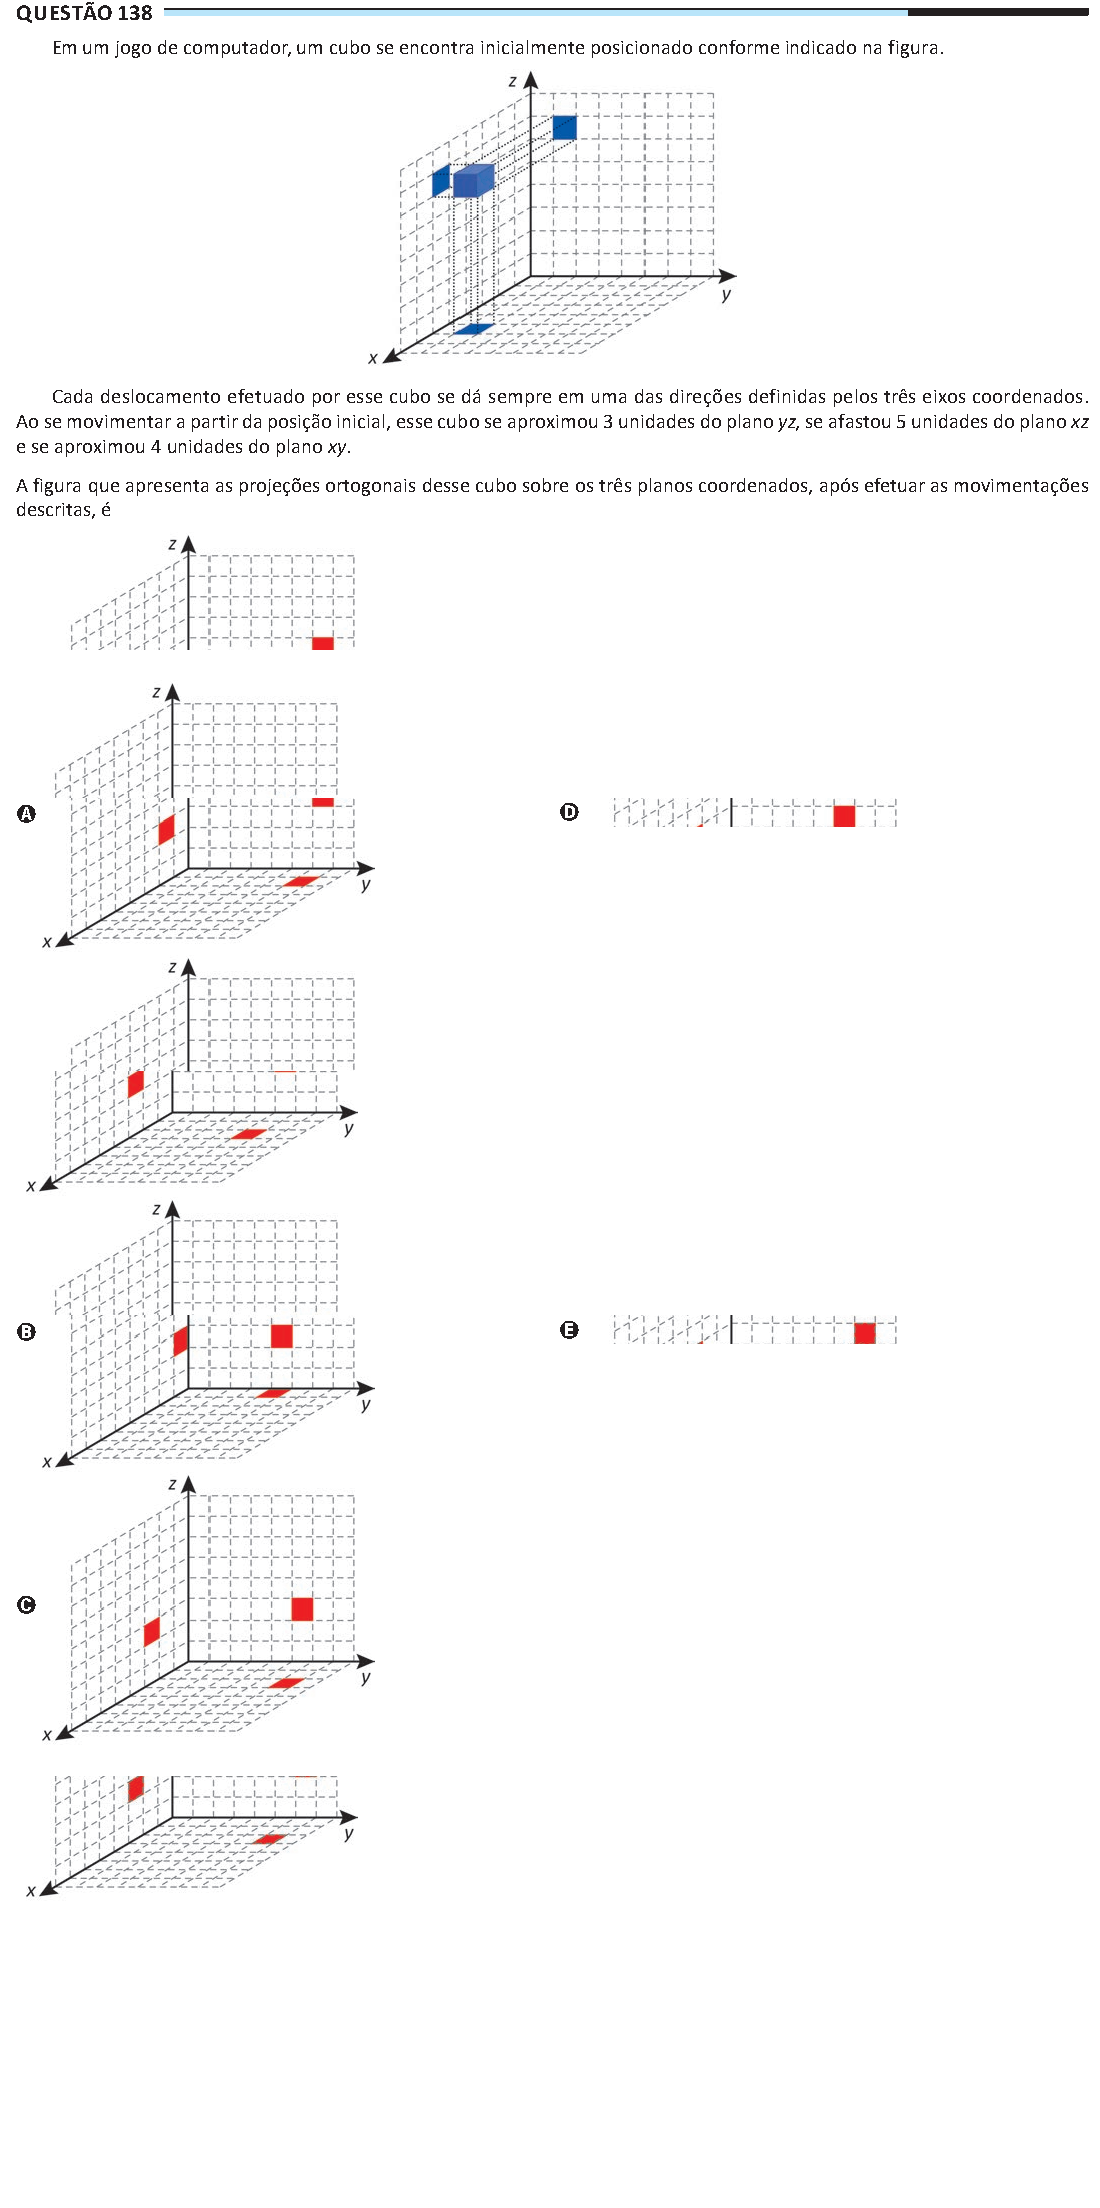 QUESTÃO 138
Em um jogo de computador, um cubo se encontra inicialmente posicionado conforme indicado na figura.
z
y
x
Cada deslocamento efetuado por esse cubo se dá sempre em uma das direções definidas pelos três eixos coordenados.
Ao se movimentar a partir da posição inicial, esse cubo se aproximou 3 unidades do plano yz, se afastou 5 unidades do plano xz
e se aproximou 4 unidades do plano xy.
A figura que apresenta as projeções ortogonais desse cubo sobre os três planos coordenados, após efetuar as movimentações
descritas, é
z
z
A
D
y
x
z
y
x
z
B
E
y
x
z
C
y
x
y
x